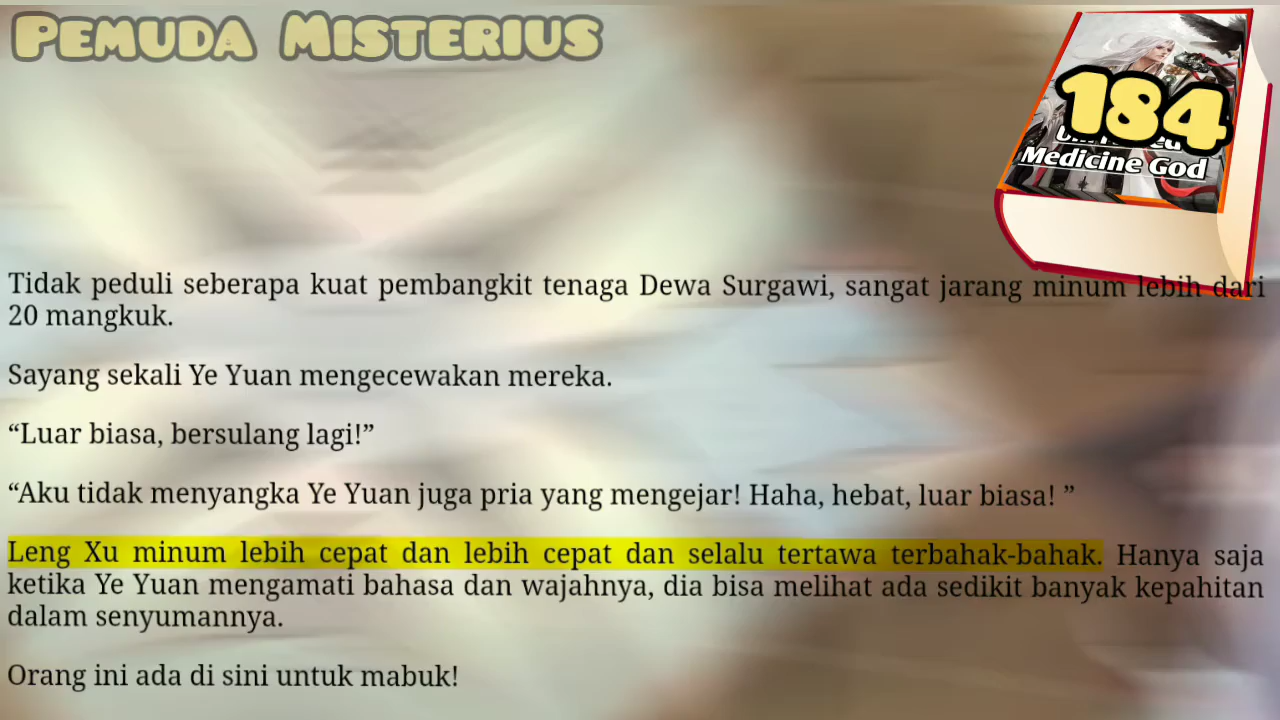 Pemuda Misterius
184
Medicine God
Tidak peduli seberapa kuat pembangkit tenaga Dewa Surgawi, sangat jarang minum lebih dari
20 mangkuk.
Sayang sekali Ye Yuan mengecewakan mereka.
“Luar biasa, bersulang lagi!”
“Aku tidak menyangka Ye Yuan juga pria yang mengejar! Haha, hebat, luar biasa! ”
Leng Xu minum lebih cepat dan lebih cepat dan selalu tertawa terbahak-bahak. Hanya saja
ketika Ye Yuan mengamati bahasa dan wajahnya, dia bisa melihat ada sedikit banyak kepahitan
dalam senyumannya.
Orang ini ada di sini untuk mabuk!